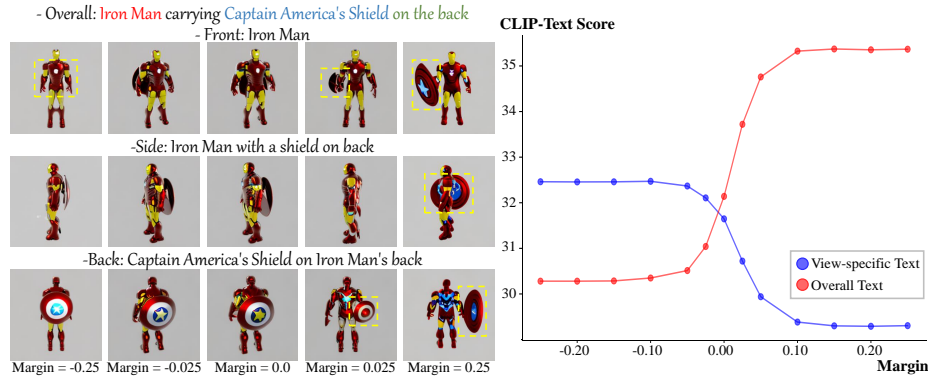 - Overall: Iron Man carrying Captain America's Shield on the back
- Front: Iron Man
-Side: Iron Man with a shield on back
-Back: Captain America's Shield on Iron Man's back
Margin = -0.25 Margin = -0.025 Margin = 0.0 Margin = 0.025 Margin = 0.25
CLIP-Text Score
35
34
33
32
31
30
View-specific Text
Overall Text
-0.20 -0.10 0.00 0.10 0.20
Margin